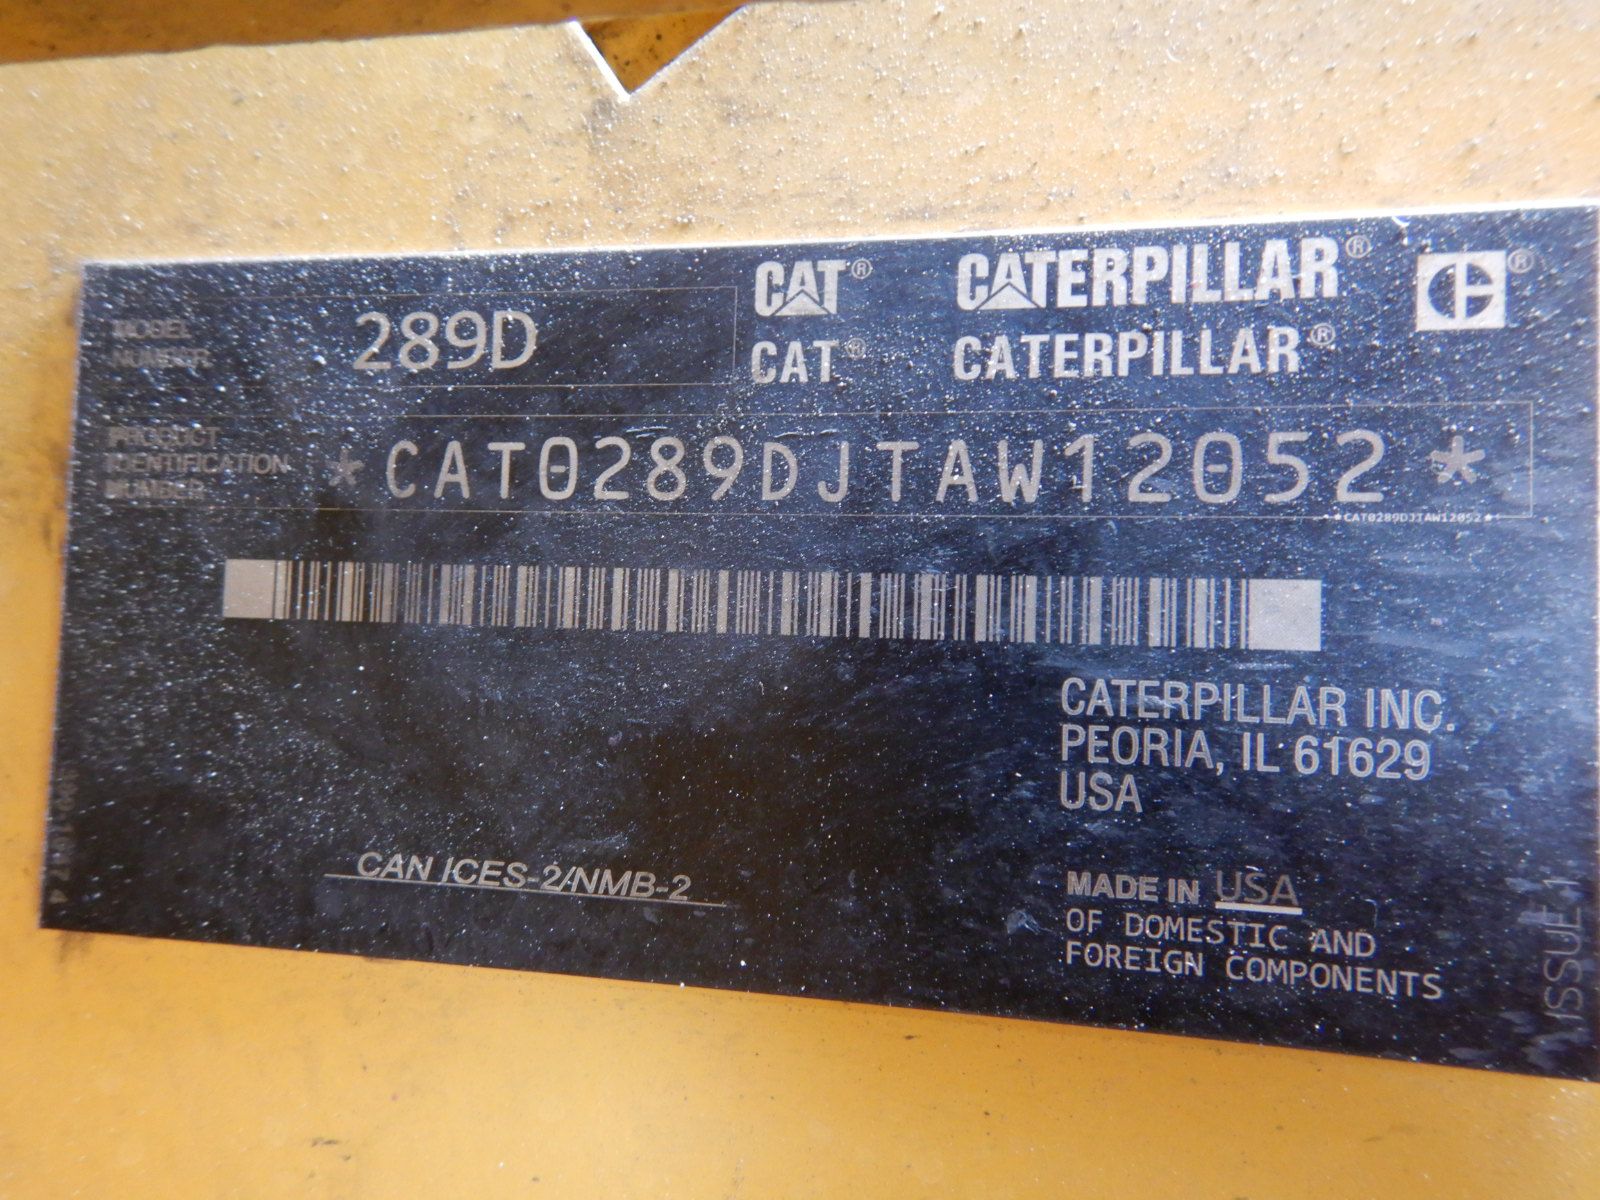 MODEL
NUMBER
289D
CAT® CATERPILLAR®
CAT® CATERPILLAR®
PRODUCT
IDENTIFICATION
NUMBER
*CAT0289DJTAW12052*
*CAT0289DJTAW12052*
CATERPILLAR INC.
PEORIA, IL 61629
USA
CAN ICES-2/NMB-2
MADE IN USA
OF DOMESTIC AND
FOREIGN COMPONENTS
ISSUE 1